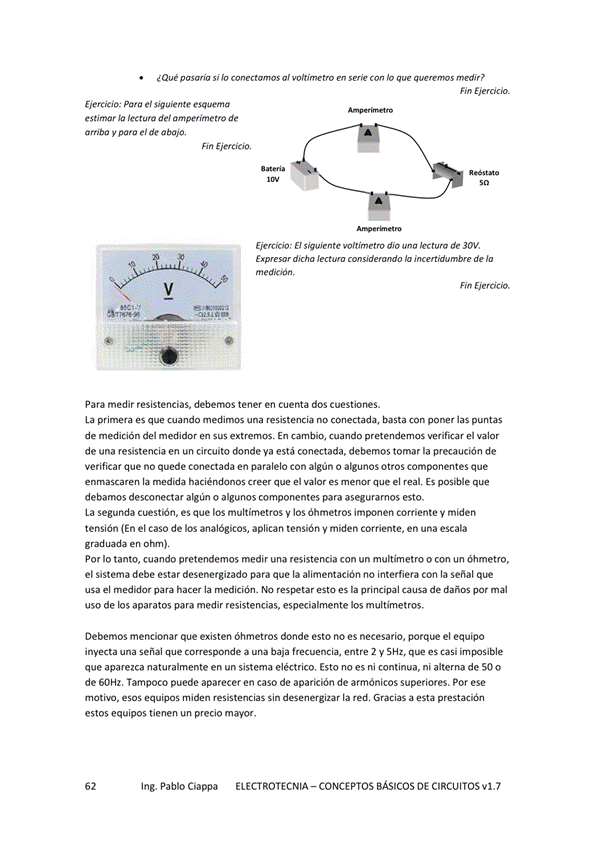 • ¿Qué pasaría si lo conectamos al voltímetro en serie con lo que queremos medir?
Fin Ejercicio.
Ejercicio: Para el siguiente esquema
estimar la lectura del amperímetro de
arriba y para el de abajo.
Fin Ejercicio.
Amperímetro
A
Batería
10V
Reóstato
5Ω
A
Amperímetro
0 10 20 30 40 50
V
85C1-V
GB/T7676-98
Ejercicio: El siguiente voltímetro dio una lectura de 30V.
Expresar dicha lectura considerando la incertidumbre de la
medición.
Fin Ejercicio.
Para medir resistencias, debemos tener en cuenta dos cuestiones.
La primera es que cuando medimos una resistencia no conectada, basta con poner las puntas
de medición del medidor en sus extremos. En cambio, cuando pretendemos verificar el valor
de una resistencia en un circuito donde ya está conectada, debemos tomar la precaución de
verificar que no quede conectada en paralelo con algún o algunos otros componentes que
enmascaren la medida haciéndonos creer que el valor es menor que el real. Es posible que
debamos desconectar algún o algunos componentes para asegurarnos esto.
La segunda cuestión, es que los multímetros y los óhmetros imponen corriente y miden
tensión (En el caso de los analógicos, aplican tensión y miden corriente, en una escala
graduada en ohm).
Por lo tanto, cuando pretendemos medir una resistencia con un multímetro o con un óhmetro,
el sistema debe estar desenergizado para que la alimentación no interfiera con la señal que
usa el medidor para hacer la medición. No respetar esto es la principal causa de daños por mal
uso de los aparatos para medir resistencias, especialmente los multímetros.
Debemos mencionar que existen óhmetros donde esto no es necesario, porque el equipo
inyecta una señal que corresponde a una baja frecuencia, entre 2 y 5Hz, que es casi imposible
que aparezca naturalmente en un sistema eléctrico. Esto no es ni continua, ni alterna de 50 o
de 60Hz. Tampoco puede aparecer en caso de aparición de armónicos superiores. Por ese
motivo, esos equipos miden resistencias sin desenergizar la red. Gracias a esta prestación
estos equipos tienen un precio mayor.
62 Ing. Pablo Ciappa ELECTROTECNIA – CONCEPTOS BÁSICOS DE CIRCUITOS v1.7